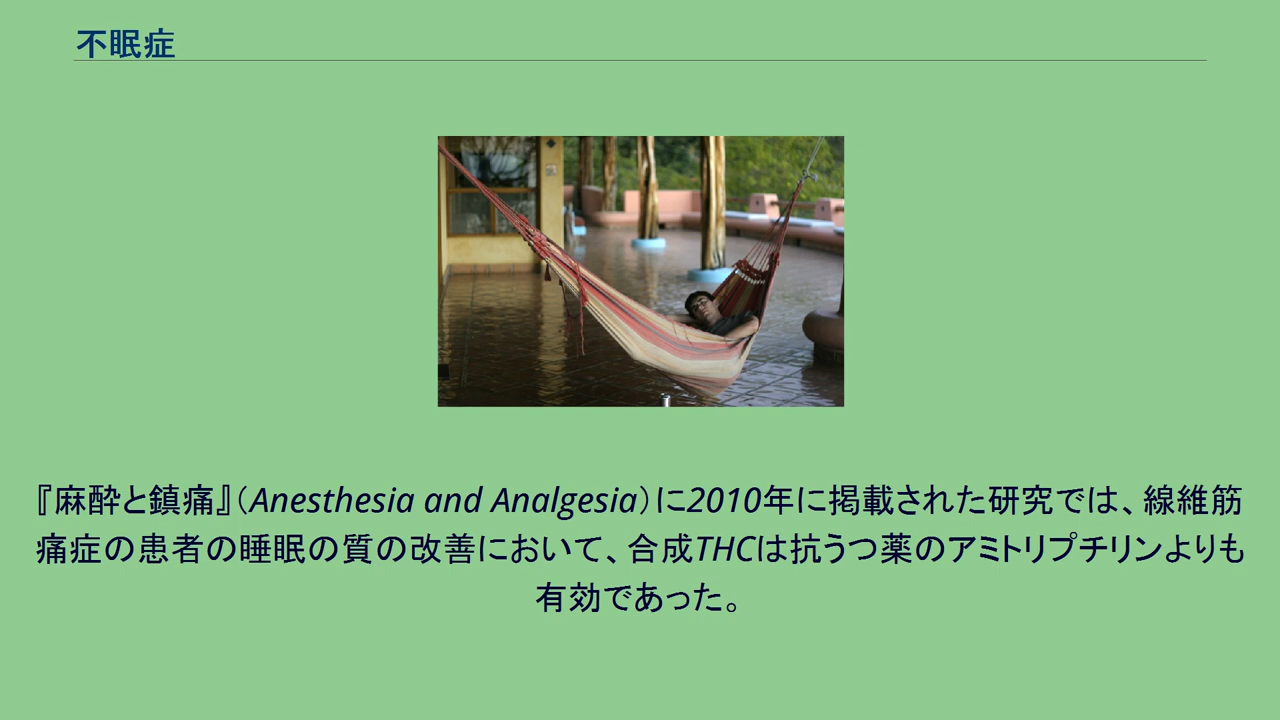 不眠症
『麻酔と鎮痛』（Anesthesia and Analgesia）に2010年に掲載された研究では、線維筋
痛症の患者の睡眠の質の改善において、合成THCは抗うつ薬のアミトリプチリンよりも
有効であった。